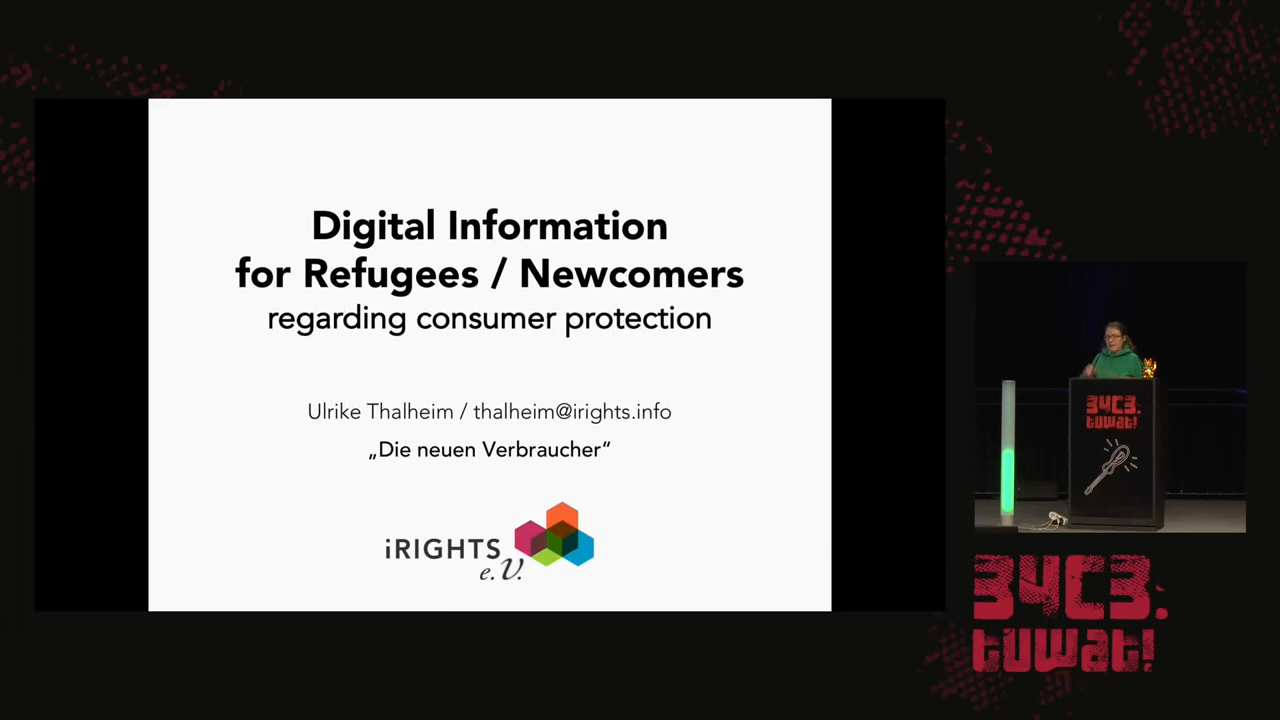 Digital Information
for Refugees / Newcomers
regarding consumer protection
Ulrike Thalheim / thalheim@irights.info
„Die neuen Verbraucher“
iRIGHTS
e.V.
34C3.
tuwat!
34C3.
tuwat!